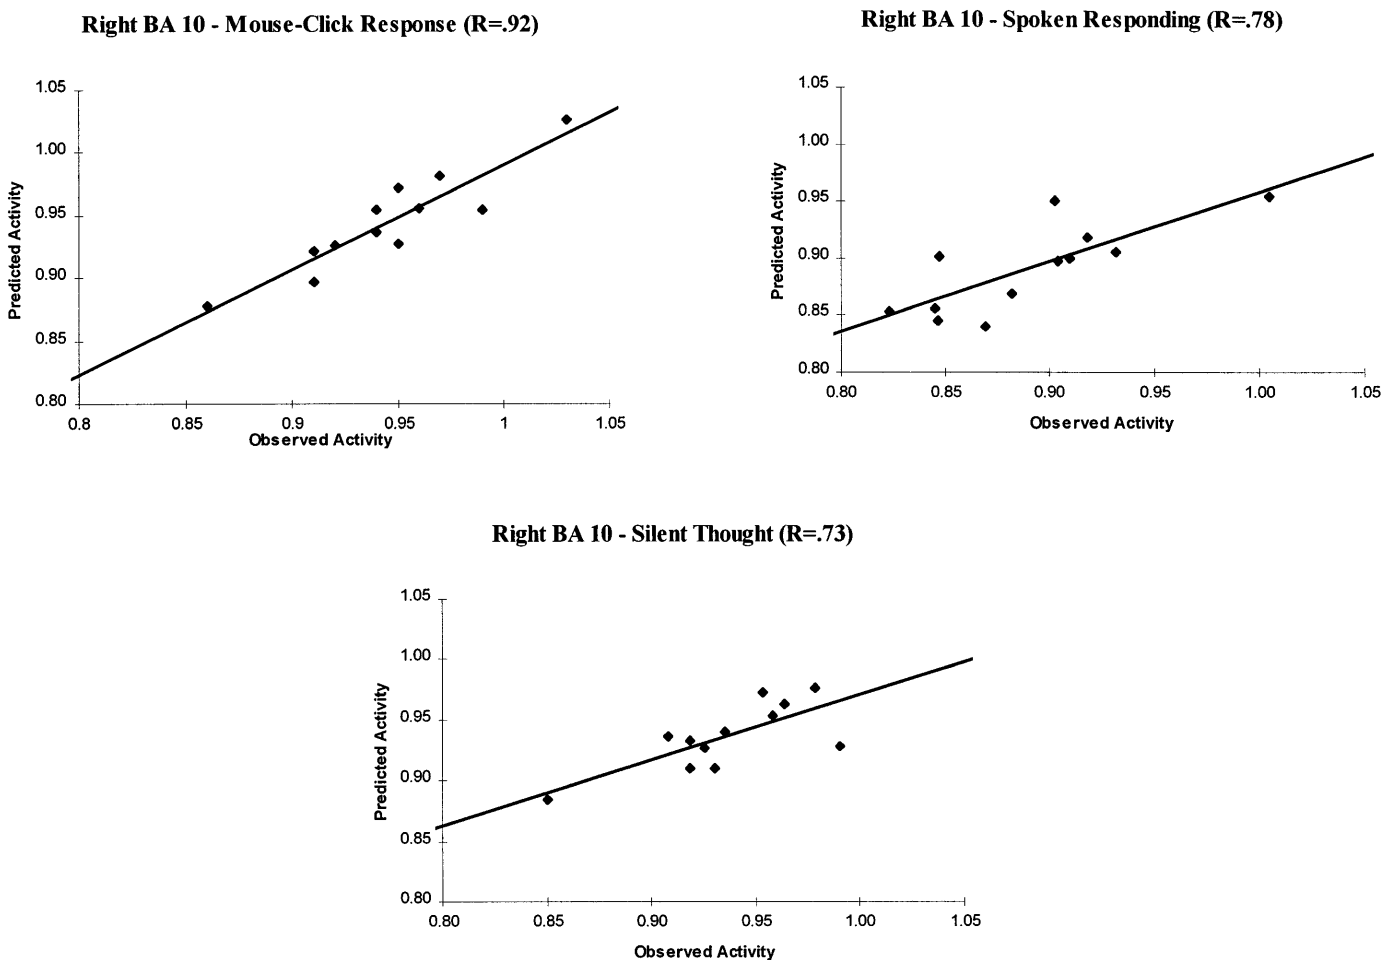 Right BA 10 - Mouse-Click Response (R=.92)
1.05
1.00
0.95
0.90
0.85
0.80
Predicted Activity
0.8 0.85 0.9 0.95 1 1.05
Observed Activity
Right BA 10 - Spoken Responding (R=.78)
1.05
1.00
0.95
0.90
0.85
0.80
Predicted Activity
0.80 0.85 0.90 0.95 1.00 1.05
Observed Activity
Right BA 10 - Silent Thought (R=.73)
1.05
1.00
0.95
0.90
0.85
0.80
Predicted Activity
0.80 0.85 0.90 0.95 1.00 1.05
Observed Activity